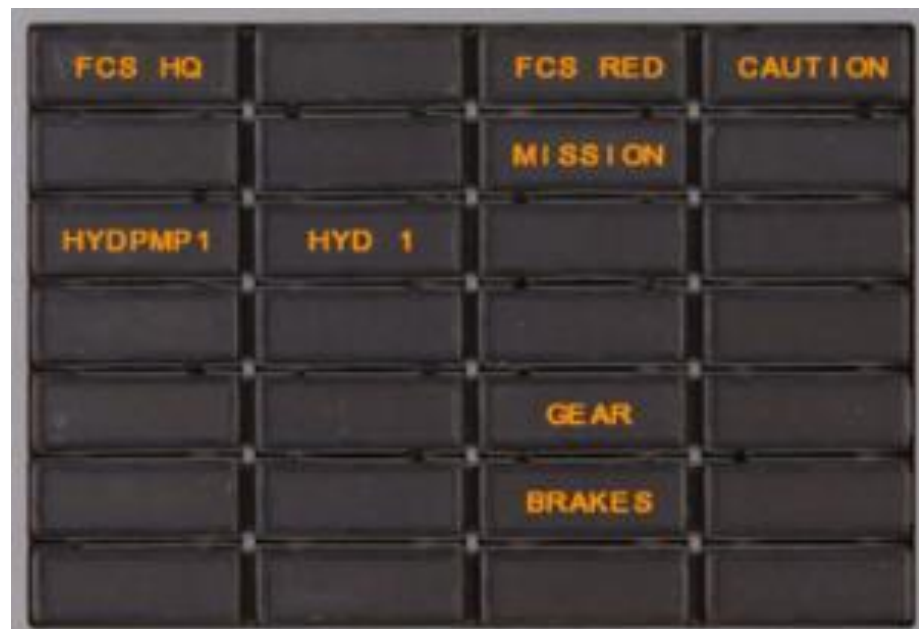 FCS HQ FCS RED CAUTION
MISSION
HYDPMP1 HYD 1
GEAR
BRAKES